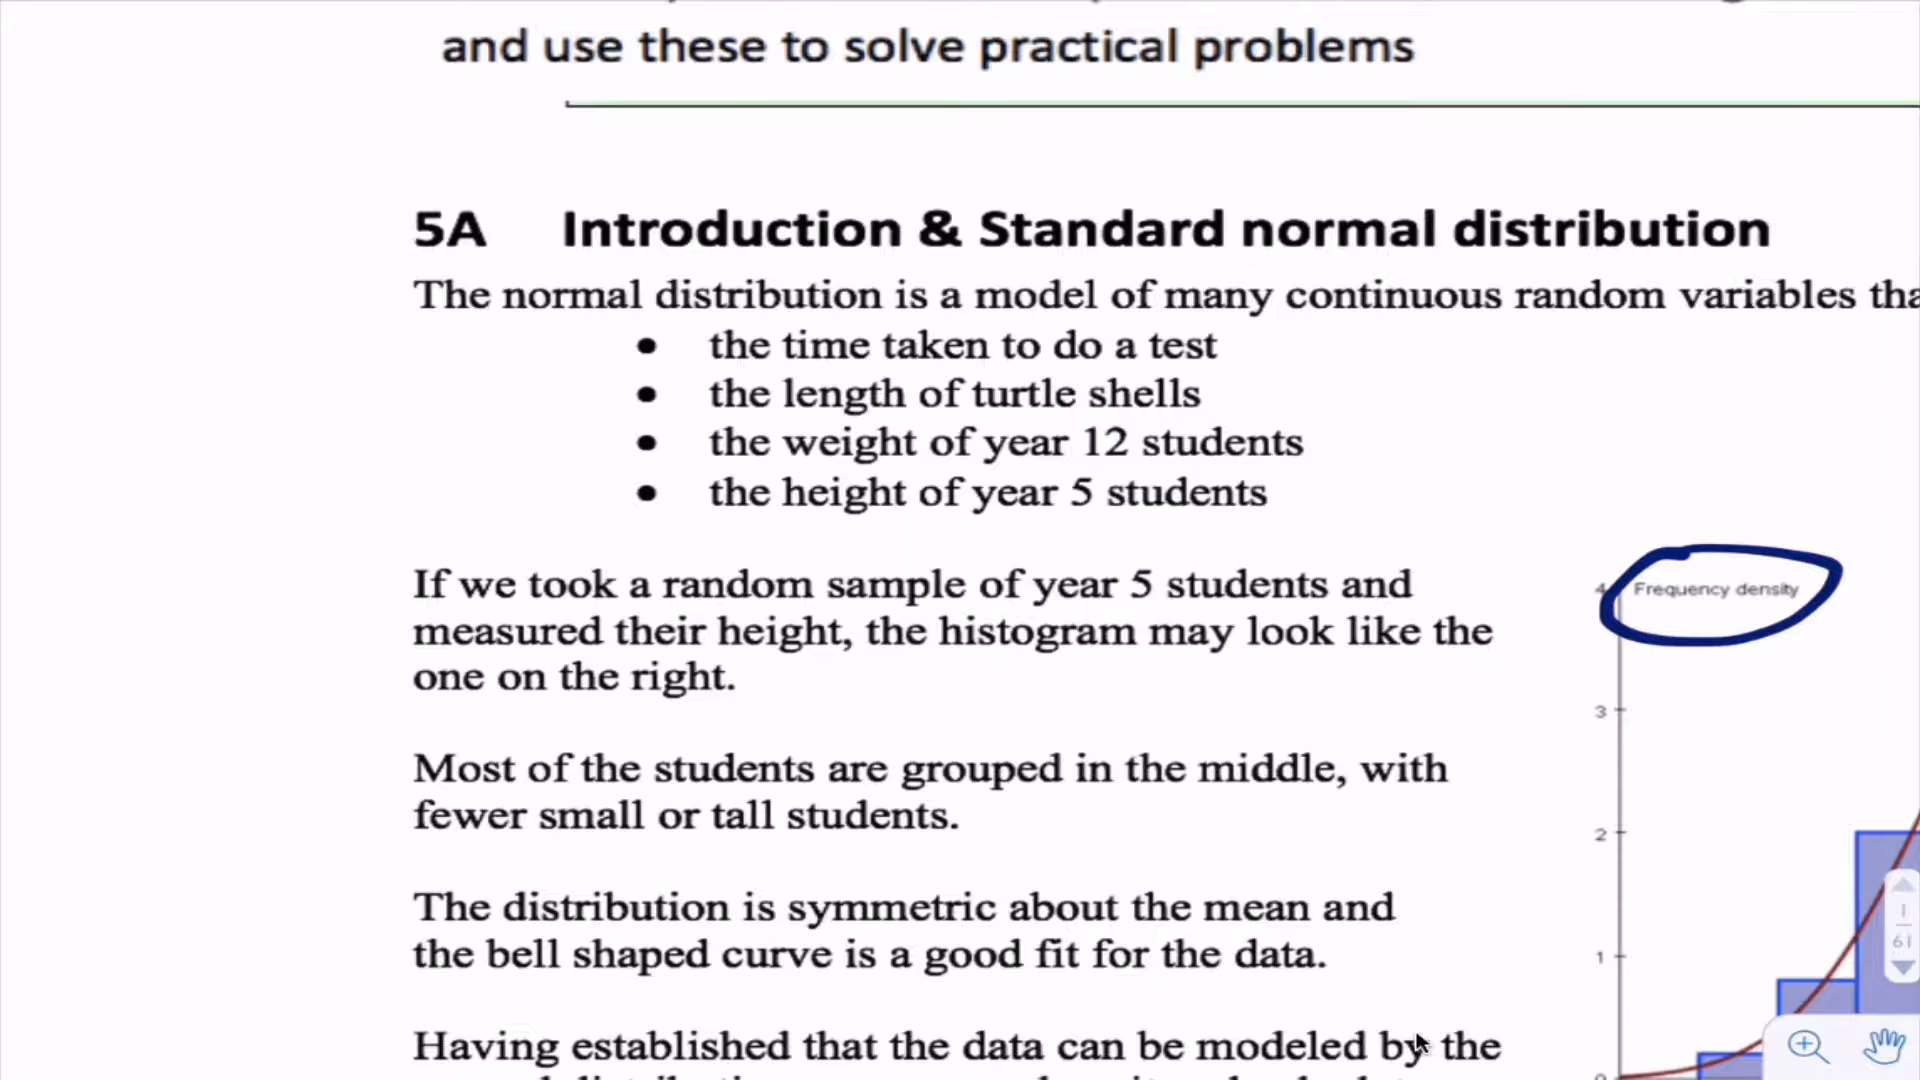 and use these to solve practical problems
5A Introduction & Standard normal distribution
The normal distribution is a model of many continuous random variables
• the time taken to do a test
• the length of turtle shells
• the weight of year 12 students
• the height of year 5 students
If we took a random sample of year 5 students and
measured their height, the histogram may look like the
one on the right.
4 Frequency density
3
Most of the students are grouped in the middle, with
fewer small or tall students.
2
The distribution is symmetric about the mean and
the bell shaped curve is a good fit for the data.
1
1
61
Having established that the data can be modeled by the
0